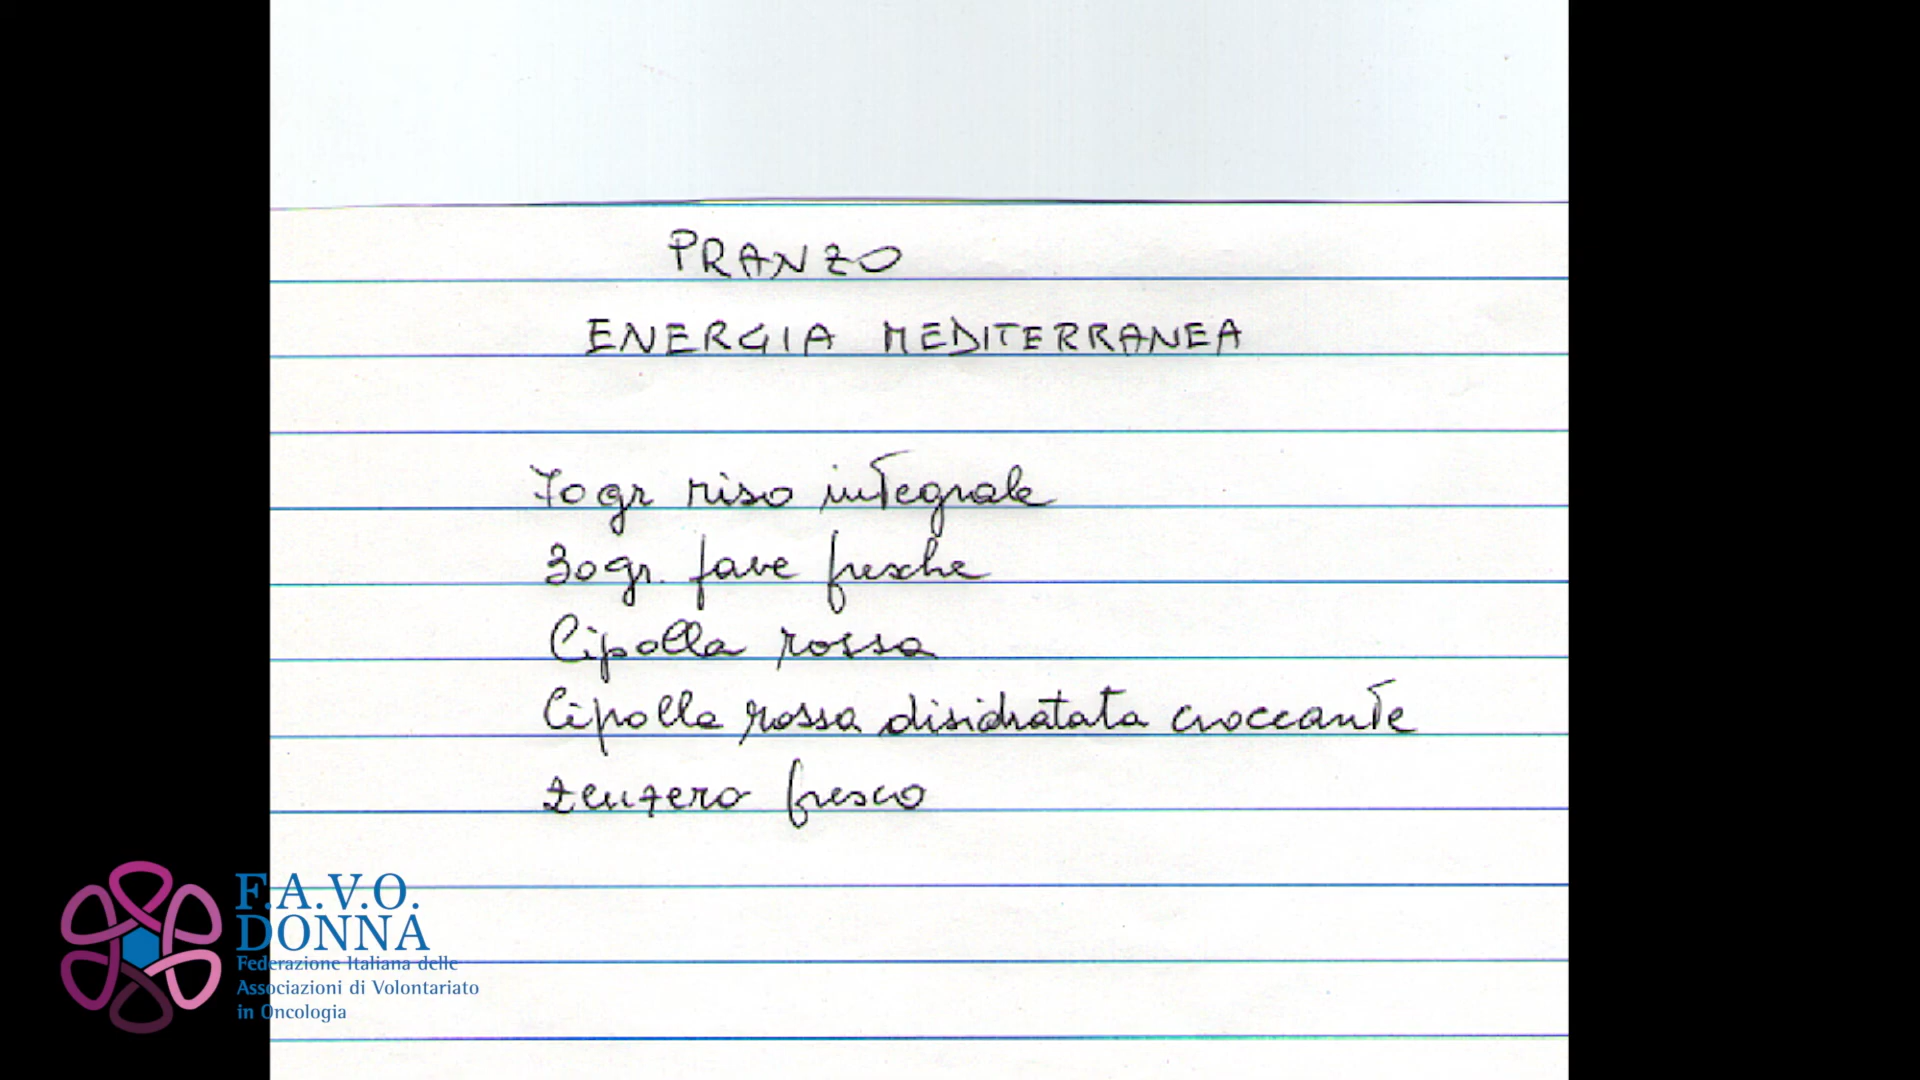 PRANZO
ENERGIA MEDITERRANEA
70gr riso integrale
30gr. fave fresche
Cipolla rossa
Cipolla rossa disidratata croccante
zenzero fresco
F.A.V.O.
DONNA
Federazione Italiana delle
Associazioni di Volontariato
in Oncologia